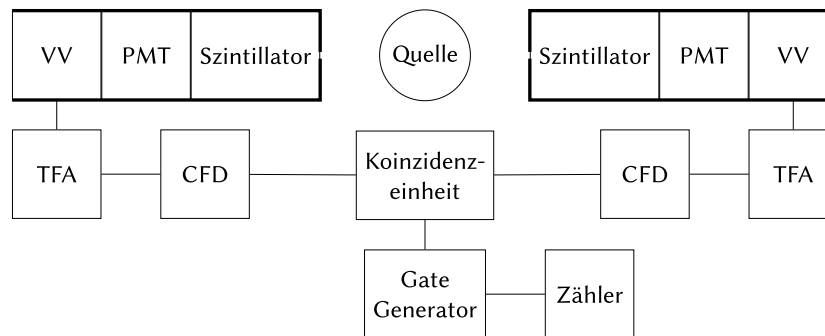 VV PMT Szintillator Quelle Szintillator PMT VV
TFA CFD Koinzidenz-
einheit CFD TFA
Gate
Generator Zähler